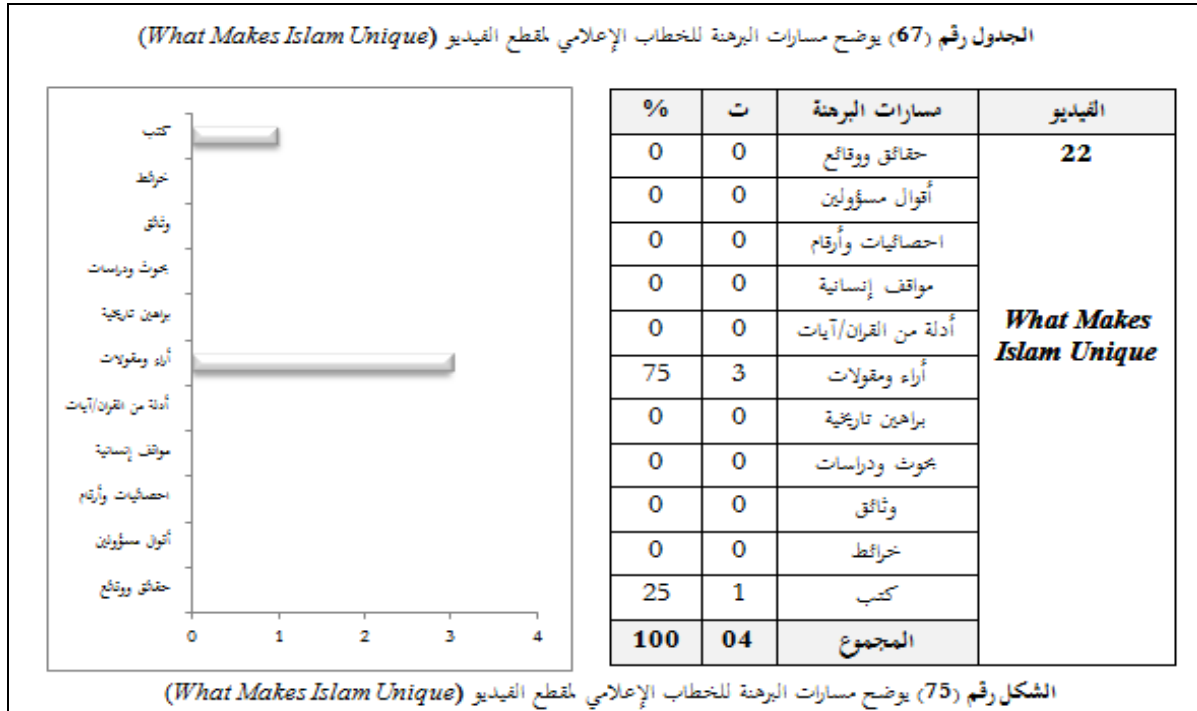 الجدول رقم (67) يوضح مسارات البرهنة للخطاب الإعلامي لمقطع الفيديو (What Makes Islam Unique)
الفيديو مسارات البرهنة ت %
22 حقائق ووقائع 0 0
أقوال مسؤولين 0 0
احصائيات وأرقام 0 0
مواقف إنسانية 0 0
What Makes Islam Unique
أدلة من القران/آيات 0 0
أراء ومقولات 3 75
براهين تاريخية 0 0
بحوث ودراسات 0 0
وثائق 0 0
خرائط 0 0
كتب 1 25
المجموع 04 100
كتب
خرائط
وثائق
بحوث ودراسات
براهين تاريخية
أراء ومقولات
أدلة من القران/آيات
مواقف إنسانية
احصائيات وأرقام
أقوال مسؤولين
حقائق ووقائع
0 1 2 3 4
الشكل رقم (75) يوضح مسارات البرهنة للخطاب الإعلامي لمقطع الفيديو (What Makes Islam Unique)